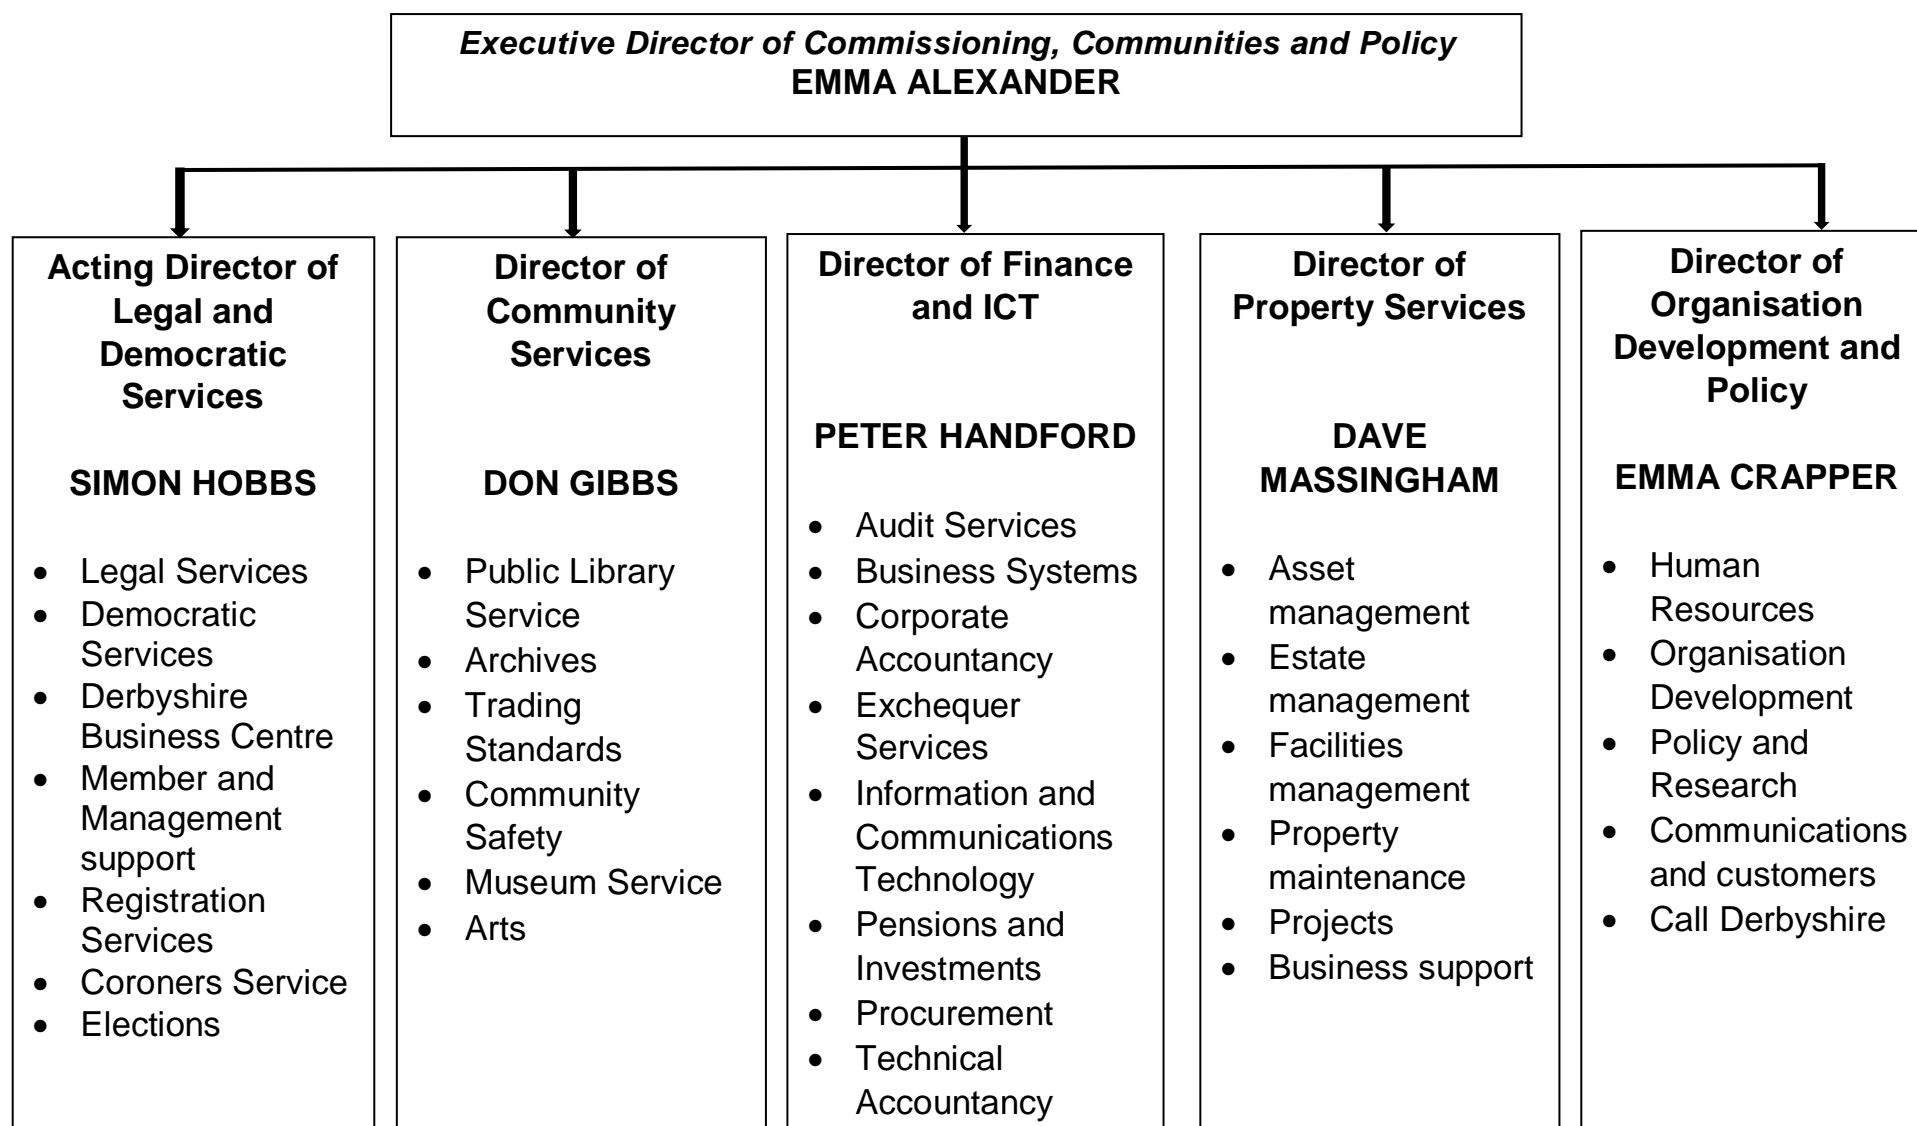 Executive Director of Commissioning, Communities and Policy
EMMA ALEXANDER
Acting Director of
Legal and
Democratic
Services
SIMON HOBBS
• Legal Services
• Democratic
Services
• Derbyshire
Business Centre
• Member and
Management
support
• Registration
Services
• Coroners Service
• Elections
Director of
Community
Services
DON GIBBS
• Public Library
Service
• Archives
• Trading
Standards
• Community
Safety
• Museum Service
• Arts
Director of Finance
and ICT
PETER HANDFORD
• Audit Services
• Business Systems
• Corporate
Accountancy
• Exchequer
Services
• Information and
Communications
Technology
• Pensions and
Investments
• Procurement
• Technical
Accountancy
Director of
Property Services
DAVE
MASSINGHAM
• Asset
management
• Estate
management
• Facilities
management
• Property
maintenance
• Projects
• Business support
Director of
Organisation
Development and
Policy
EMMA CRAPPER
• Human
Resources
• Organisation
Development
• Policy and
Research
• Communications
and customers
• Call Derbyshire